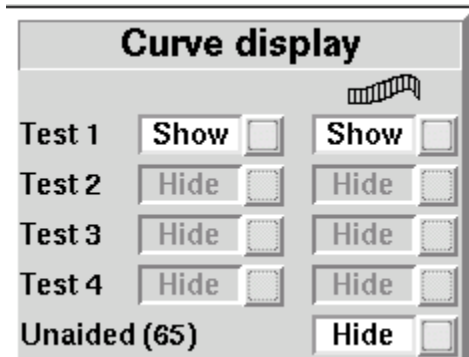 Curve display
Test 1 Show Show
Test 2 Hide Hide
Test 3 Hide Hide
Test 4 Hide Hide
Unaided (65) Hide